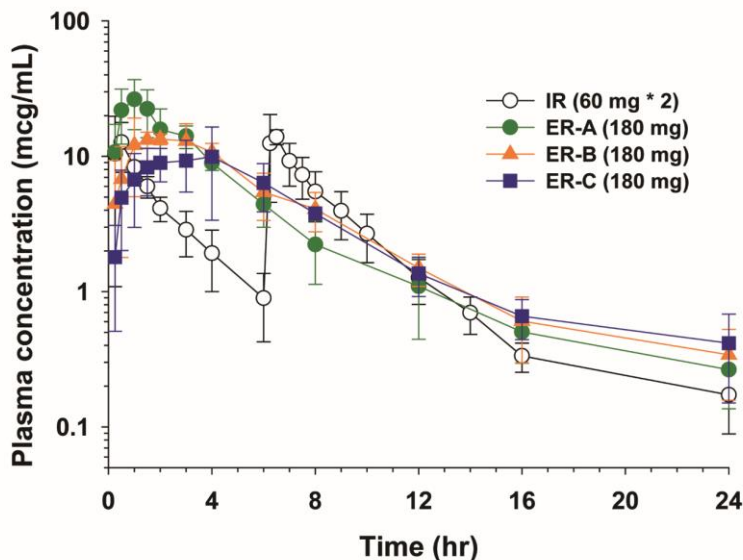 Plasma concentration (mcg/mL)
100
10
1
0.1
IR (60 mg * 2)
ER-A (180 mg)
ER-B (180 mg)
ER-C (180 mg)
0 4 8 12 16 20 24
Time (hr)